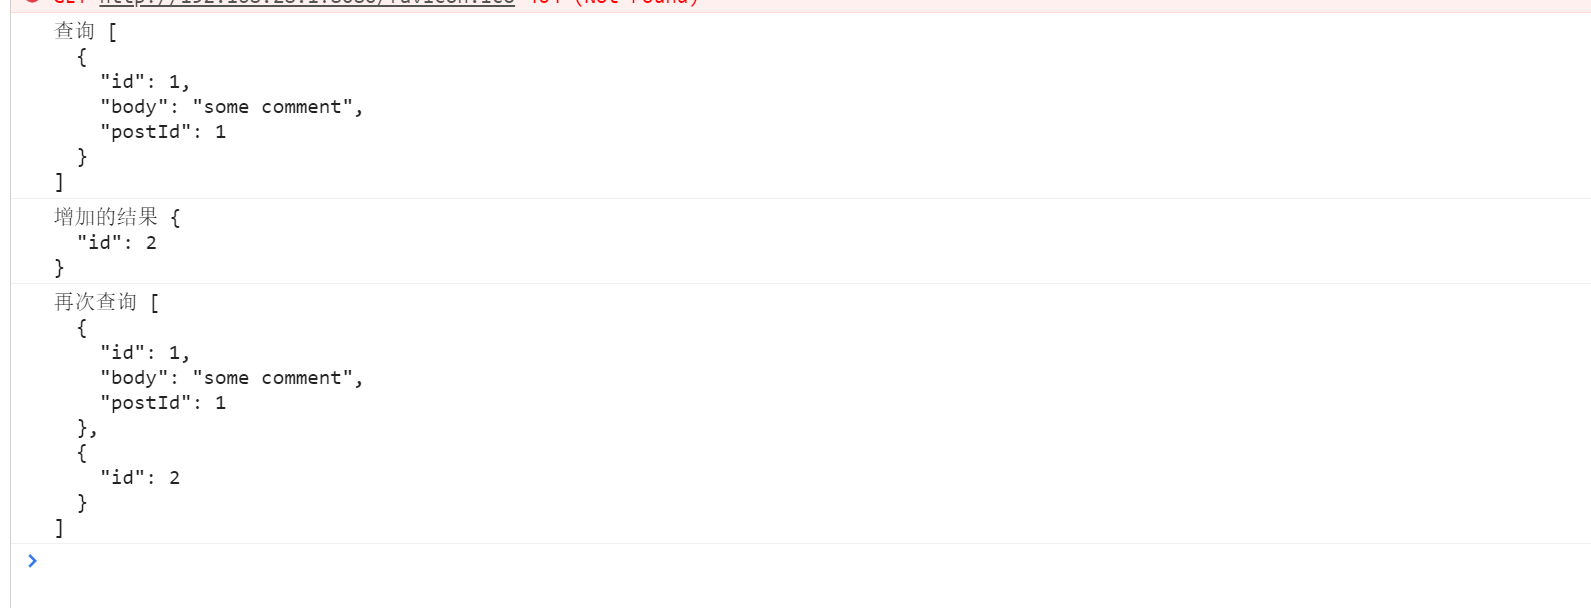 查询 [
  {
    "id": 1,
    "body": "some comment",
    "postId": 1
  }
]
增加的结果 {
  "id": 2
}
再次查询 [
  {
    "id": 1,
    "body": "some comment",
    "postId": 1
  },
  {
    "id": 2
  }
]